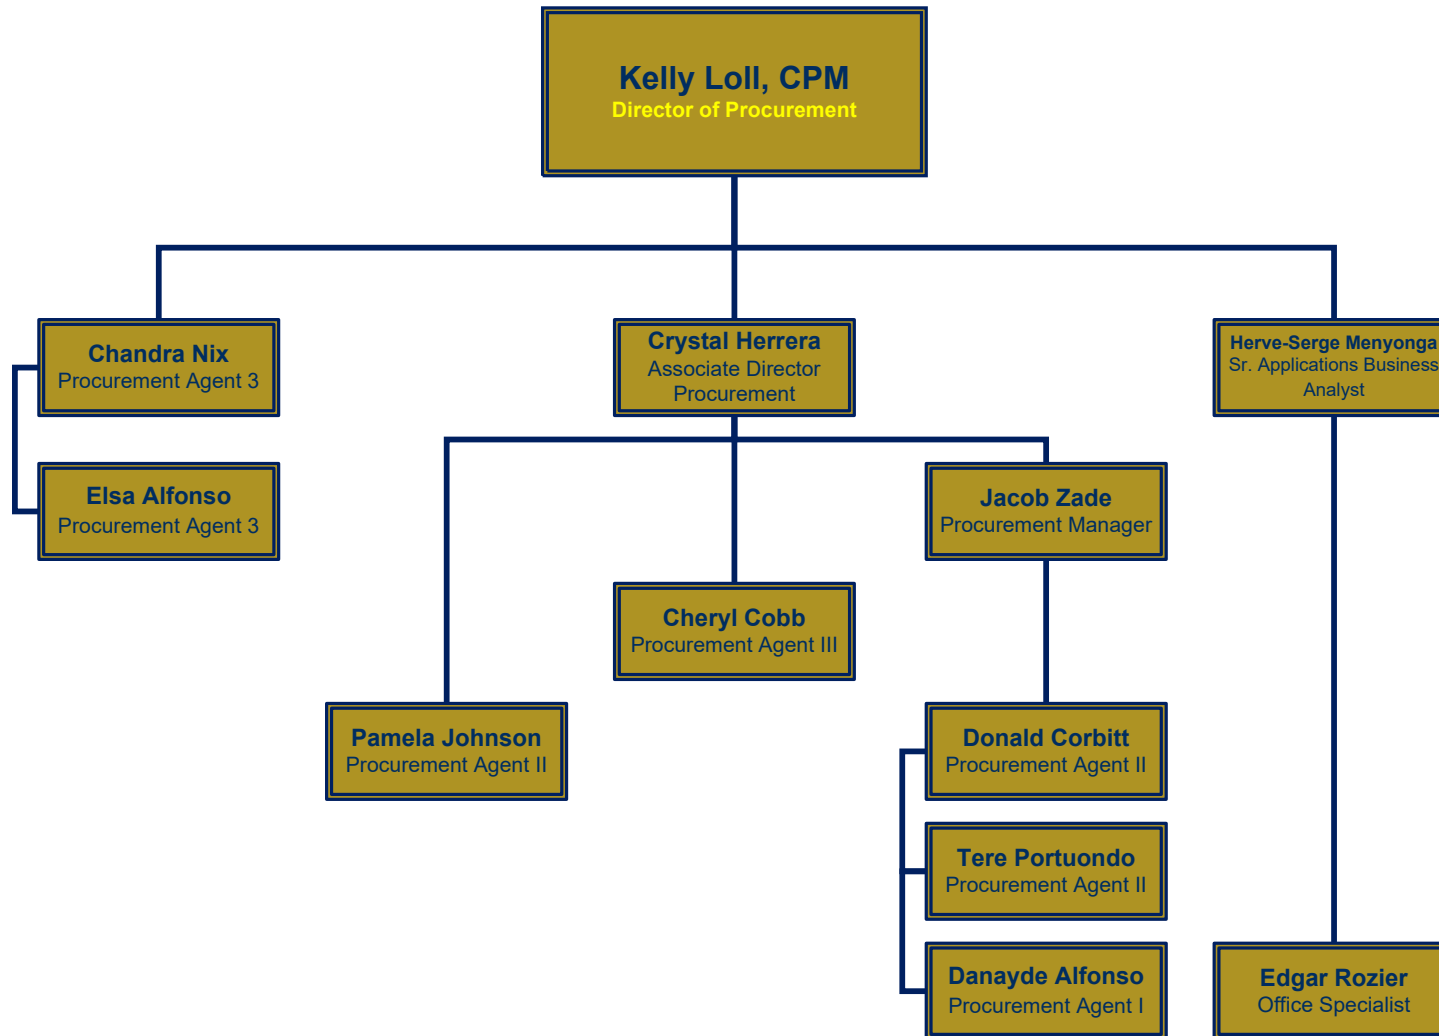 Kelly Loll, CPM
Director of Procurement
Chandra Nix
Procurement Agent 3
Crystal Herrera
Associate Director
Procurement
Herve-Serge Menyonga
Sr. Applications Business
Analyst
Elsa Alfonso
Procurement Agent 3
Jacob Zade
Procurement Manager
Cheryl Cobb
Procurement Agent III
Pamela Johnson
Procurement Agent II
Donald Corbitt
Procurement Agent II
Tere Portuondo
Procurement Agent II
Danayde Alfonso
Procurement Agent I
Edgar Rozier
Office Specialist